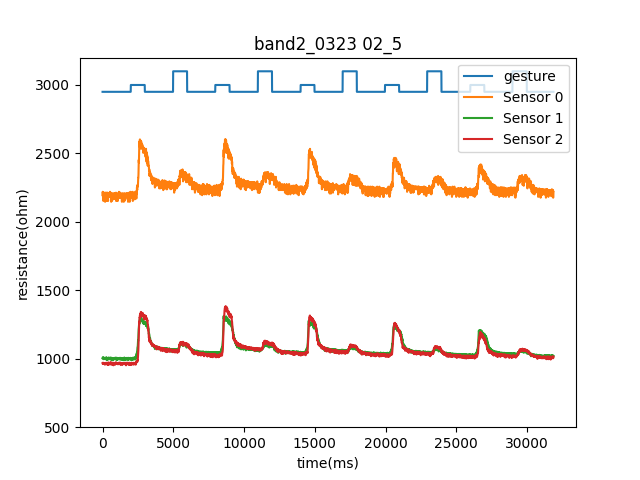 band2_0323 02_5
gesture
Sensor 0
Sensor 1
Sensor 2
3000
2500
2000
1500
1000
500
resistance(ohm)
0 5000 10000 15000 20000 25000 30000
time(ms)